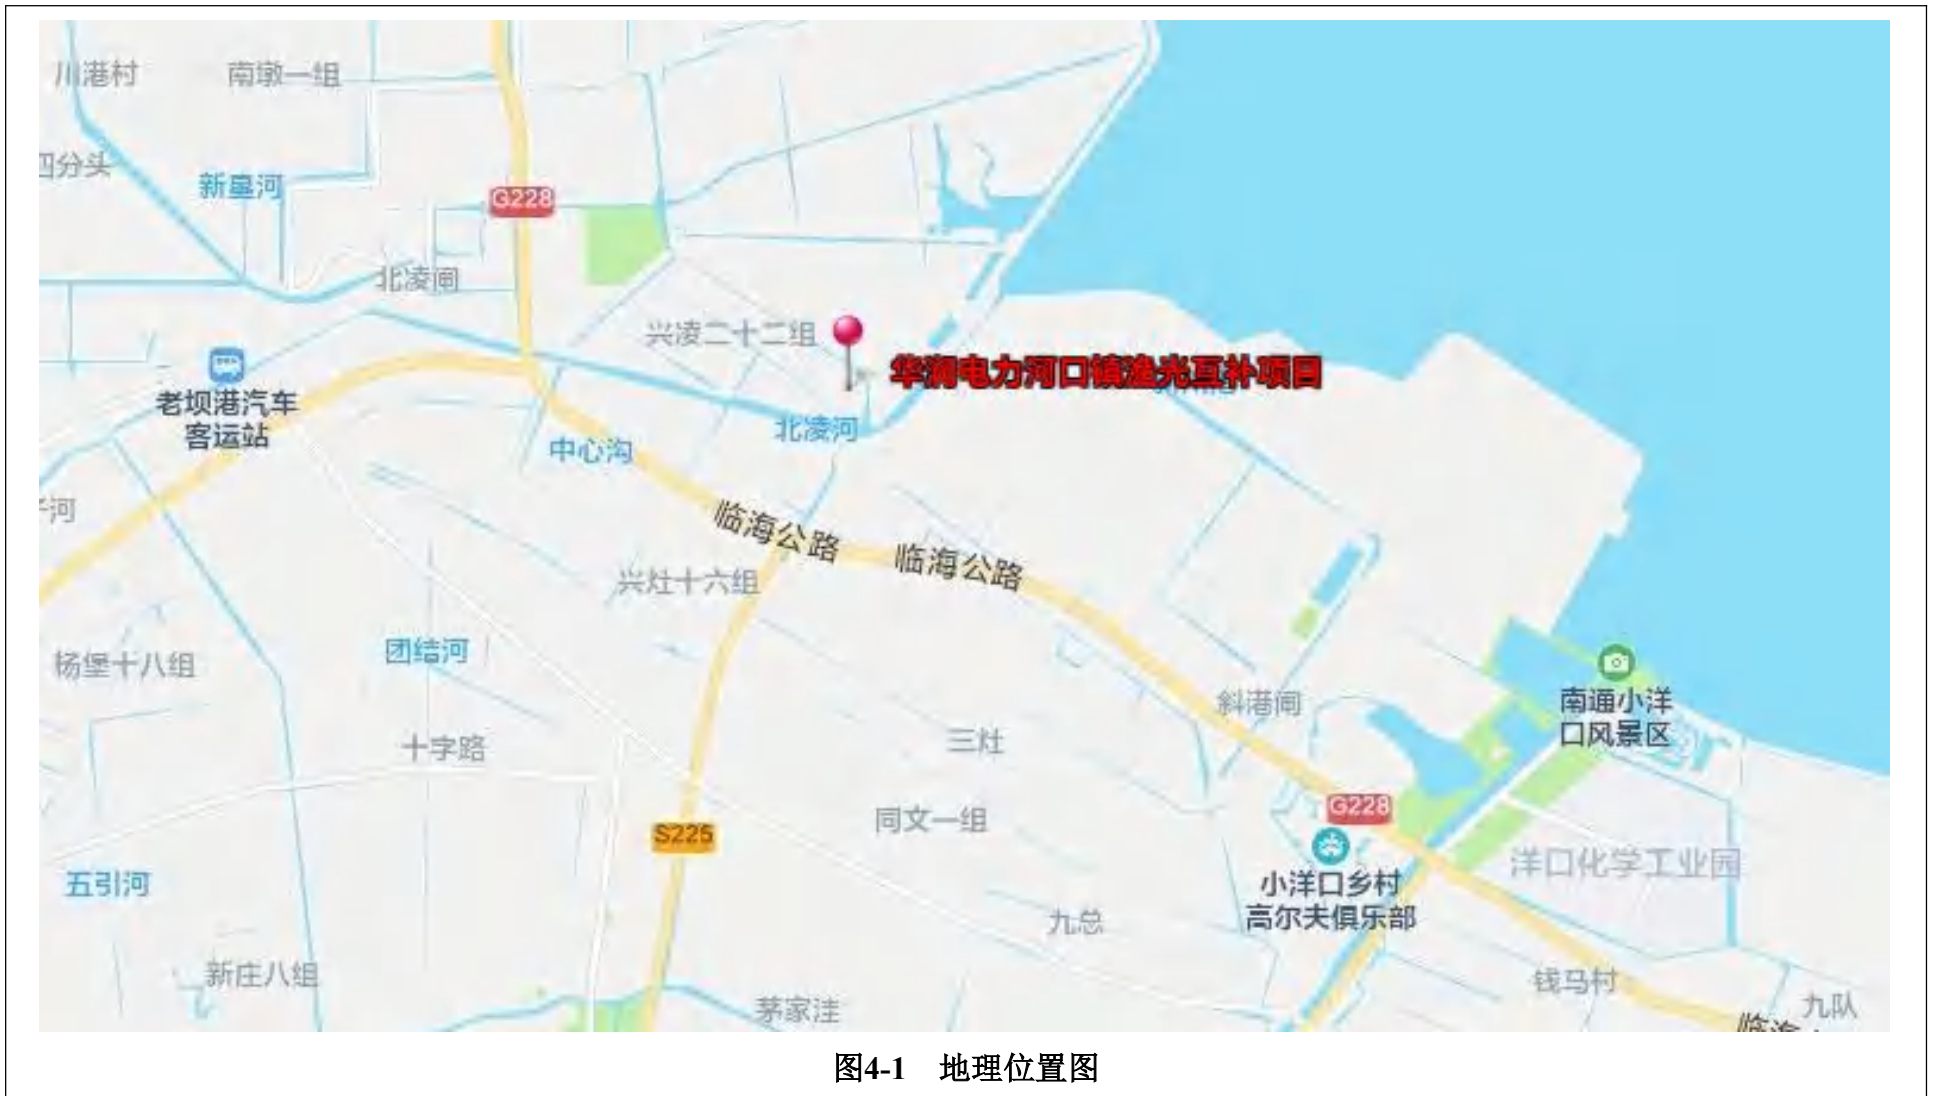 川港村
南墩一组
四分头
新垦河
G228
北凌闸
兴凌二十二组
华润电力河口镇渔光互补项目
老坝港汽车
客运站
北凌河
中心沟
临海公路
临海公路
兴灶十六组
团结河
杨堡十八组
斜港闸
南通小洋
口风景区
十字路
三灶
同文一组
G228
S225
洋口化学工业园
五引河
小洋口乡村
高尔夫俱乐部
九总
新庄八组
钱马村
茅家洼
九队
图4-1 地理位置图